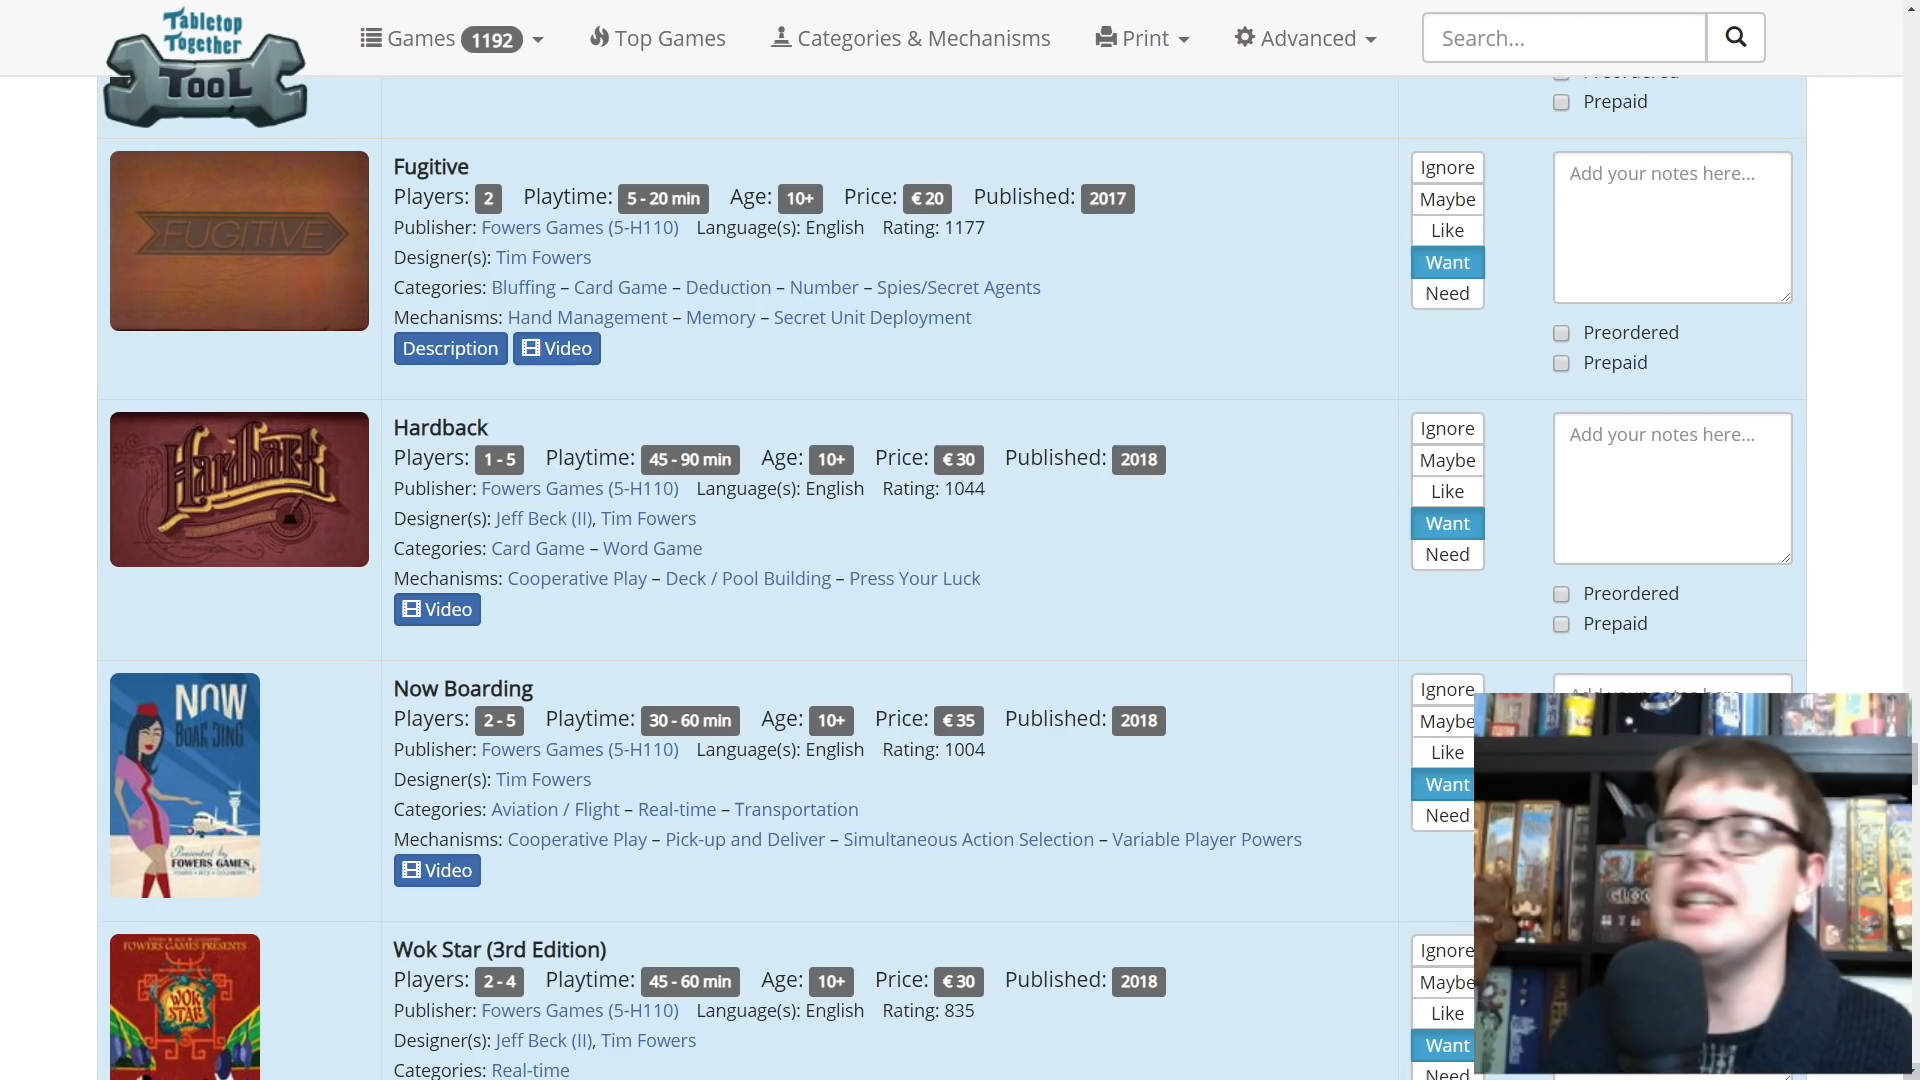 Tabletop
Together
TOOL
Games 1192
Top Games
Categories & Mechanisms
Print
Advanced
Search...
Prepaid
FUGITIVE
Fugitive
Players: 2 Playtime: 5 - 20 min Age: 10+ Price: € 20 Published: 2017
Publisher: Fowers Games (5-H110) Language(s): English Rating: 1177
Designer(s): Tim Fowers
Categories: Bluffing – Card Game – Deduction – Number – Spies/Secret Agents
Mechanisms: Hand Management – Memory – Secret Unit Deployment
Description Video
Ignore
Maybe
Like
Want
Need
Add your notes here...
Preordered
Prepaid
Hardback
Hardback
Players: 1 - 5 Playtime: 45 - 90 min Age: 10+ Price: € 30 Published: 2018
Publisher: Fowers Games (5-H110) Language(s): English Rating: 1044
Designer(s): Jeff Beck (II), Tim Fowers
Categories: Card Game – Word Game
Mechanisms: Cooperative Play – Deck / Pool Building – Press Your Luck
Video
Ignore
Maybe
Like
Want
Need
Add your notes here...
Preordered
Prepaid
NOW
BOARDING
Presented by
FOWERS GAMES
Now Boarding
Players: 2 - 5 Playtime: 30 - 60 min Age: 10+ Price: € 35 Published: 2018
Publisher: Fowers Games (5-H110) Language(s): English Rating: 1004
Designer(s): Tim Fowers
Categories: Aviation / Flight – Real-time – Transportation
Mechanisms: Cooperative Play – Pick-up and Deliver – Simultaneous Action Selection – Variable Player Powers
Video
Ignore
Maybe
Like
Want
Need
FOWERS GAMES PRESENTS
WOK
STAR
Wok Star (3rd Edition)
Players: 2 - 4 Playtime: 45 - 60 min Age: 10+ Price: € 30 Published: 2018
Publisher: Fowers Games (5-H110) Language(s): English Rating: 835
Designer(s): Jeff Beck (II), Tim Fowers
Categories: Real-time
Ignore
Maybe
Like
Want
Need